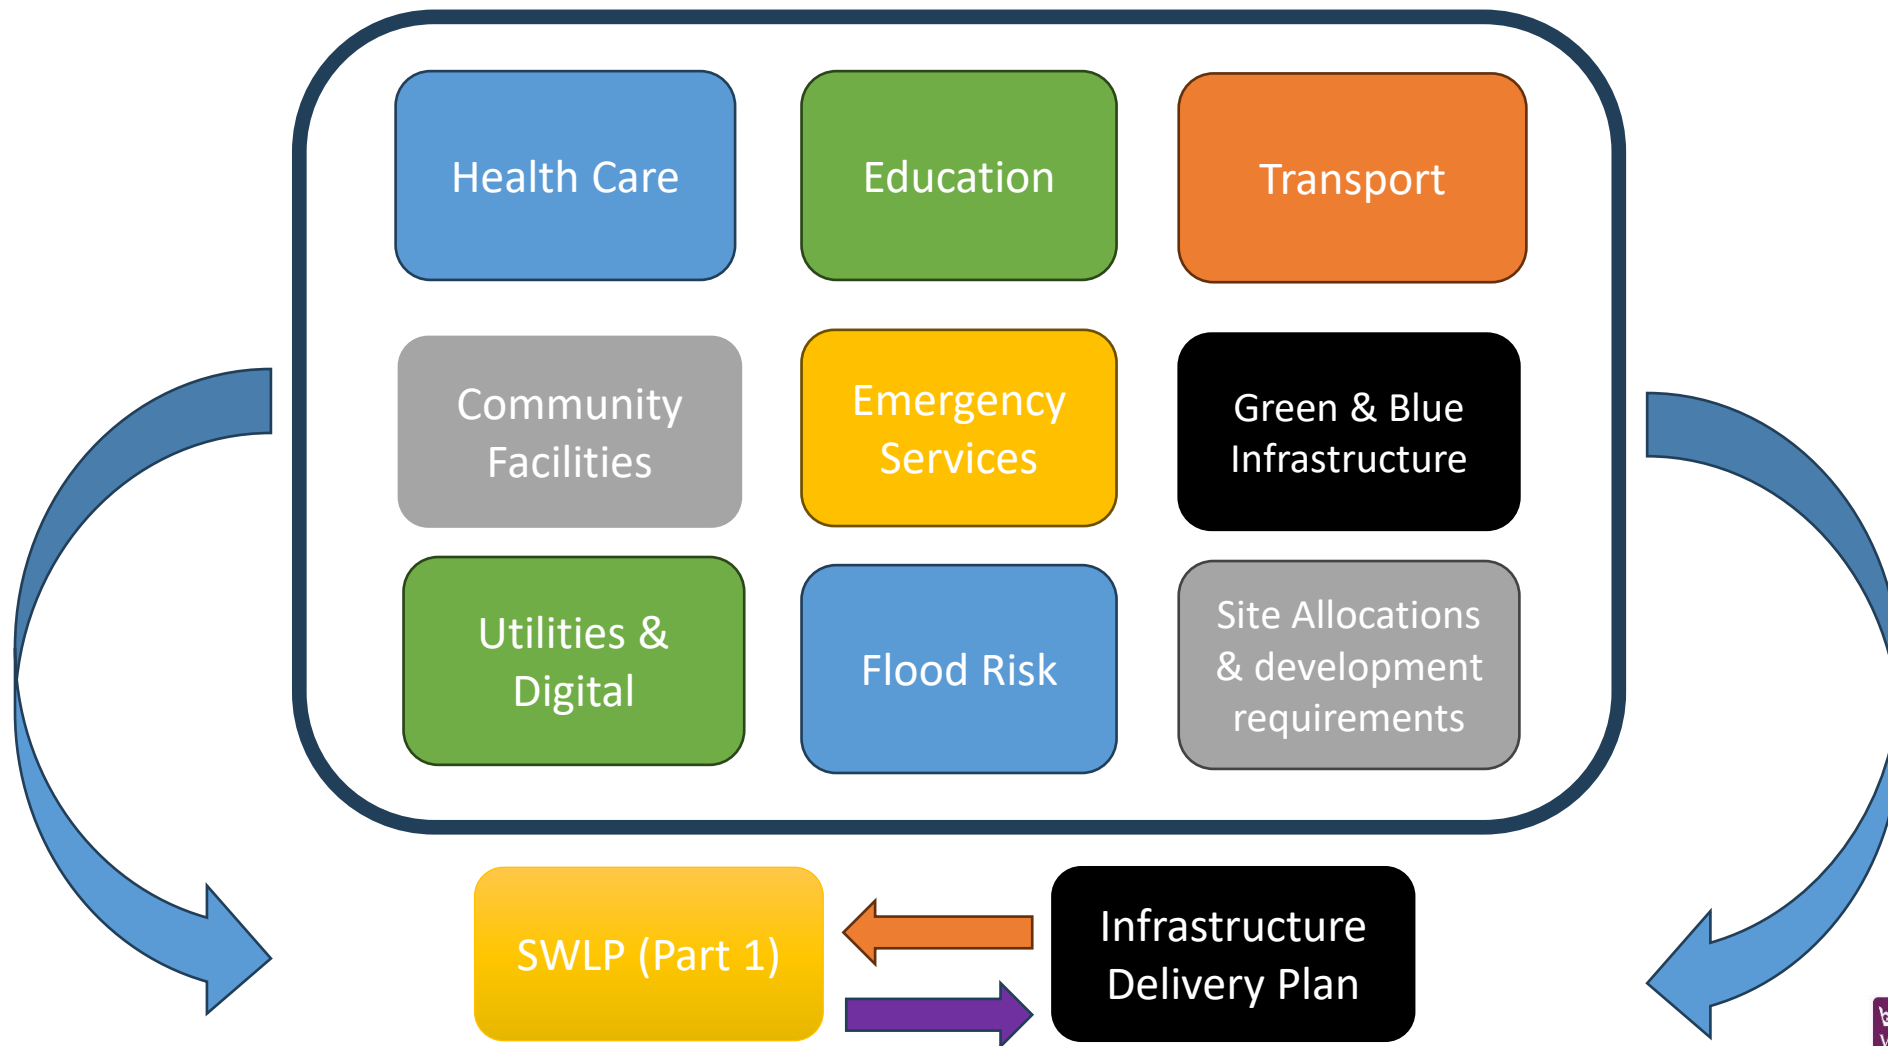 Health Care
Education
Transport
Community
Facilities
Emergency
Services
Green & Blue
Infrastructure
Utilities &
Digital
Flood Risk
Site Allocations
& development
requirements
SWLP (Part 1)
Infrastructure
Delivery Plan